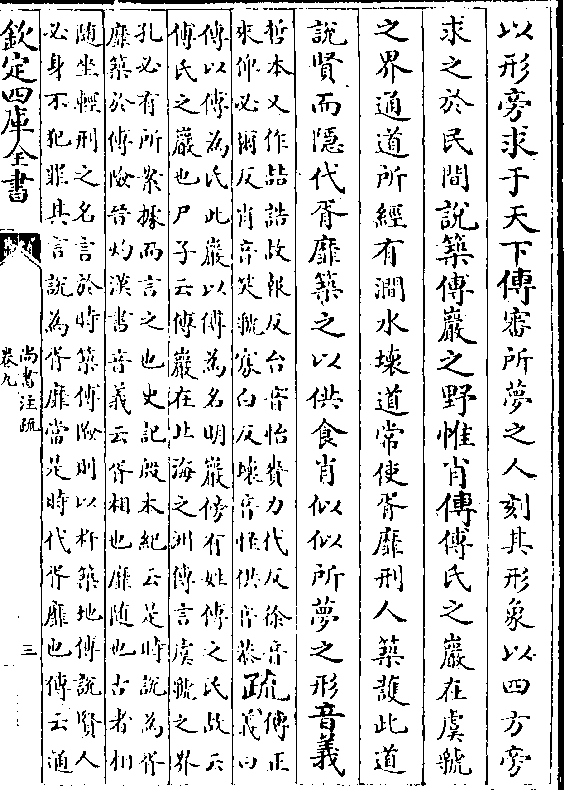 以形旁求于天下傳審所夢之人刻其形象以四方旁
求之於民間說築傅巖之野惟肖傳傅氏之巖在虞虢
之界通道所經有澗水壞道常使胥靡刑人築護此道
說賢而隱代胥靡築之以供食肖似似所夢之形音義
哲本又作喆誥故報反台音怡賚力代反徐音
來俾必爾反肖音笑虢寡白反壞音怪供音恭
疏
傳正
義曰
傳以傅為氏此巖以傅為名明巖傍有姓傅之民故云
傅氏之巖也尸子云傅巖在北海之洲傳言虞虢之界
孔必有所案據而言之也史記殷本紀云是時說為胥
靡築於傅險晉灼漢書音義云胥相也靡隨也古者相
隨坐輕刑之名言於時築傅險則以杵築地傅說賢人
必身不犯罪其言說為胥靡當是時代胥靡也傳云通
欽定四庫全書
尚書注疏
卷九
三